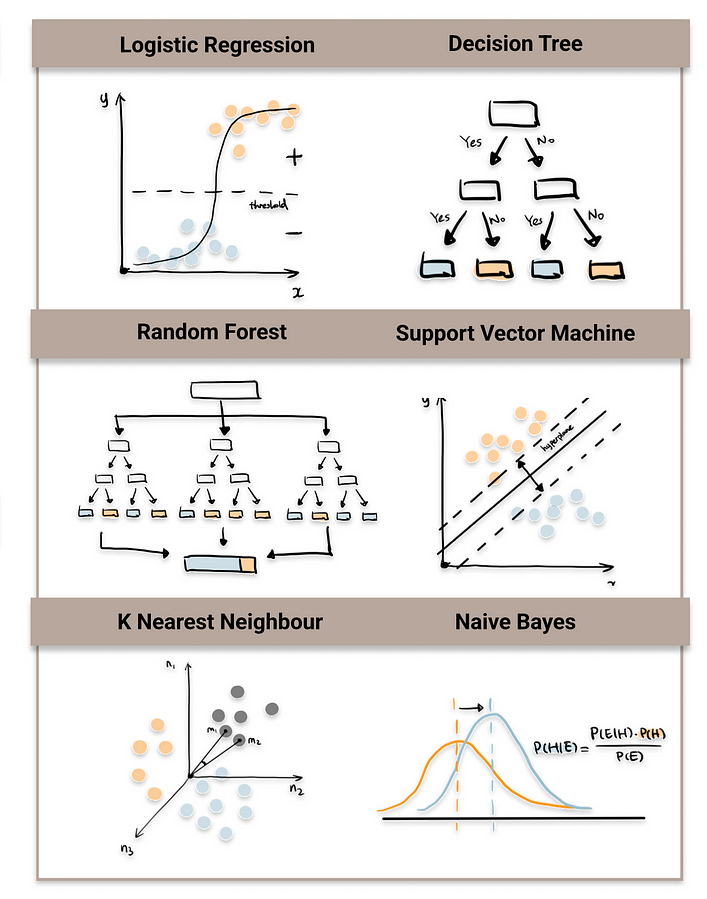 Logistic Regression
Decision Tree
y
+
threshold
−
x
Yes No
Yes No Yes No
Random Forest
Support Vector Machine
y
hyperplane
x
K Nearest Neighbour
Naive Bayes
n₁
m₁
m₂
n₂
n₃
P(H|E) = P(E|H) · P(H)
P(E)